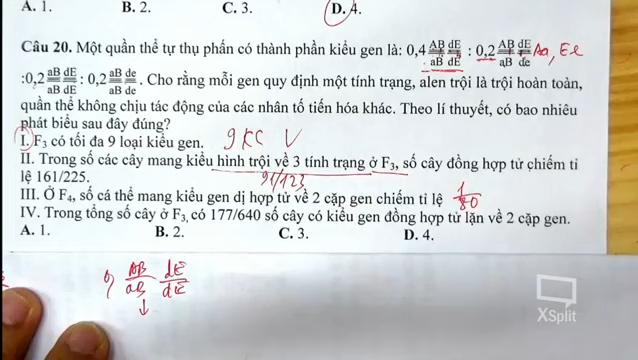 A. 1. B. 2. C. 3. D. 4.
Câu 20. Một quần thể tự thụ phấn có thành phần kiểu gen là: 0,4 AB/aB dE/dE : 0,2 AB/aB dE/de Aa, Ee
:0,2 aB/aB dE/dE : 0,2 aB/aB de/de . Cho rằng mỗi gen quy định một tính trạng, alen trội là trội hoàn toàn,
quần thể không chịu tác động của các nhân tố tiến hóa khác. Theo lí thuyết, có bao nhiêu
phát biểu sau đây đúng?
I. F3 có tối đa 9 loại kiểu gen. 9 KG V
II. Trong số các cây mang kiểu hình trội về 3 tính trạng ở F3, số cây đồng hợp tử chiếm tỉ
lệ 161/225.
III. Ở F4, số cá thể mang kiểu gen dị hợp tử về 2 cặp gen chiếm tỉ lệ 1/80
IV. Trong tổng số cây ở F3, có 177/640 số cây có kiểu gen đồng hợp tử lặn về 2 cặp gen.
A. 1. B. 2. C. 3. D. 4.
AB/aB dE/dE
XSplit